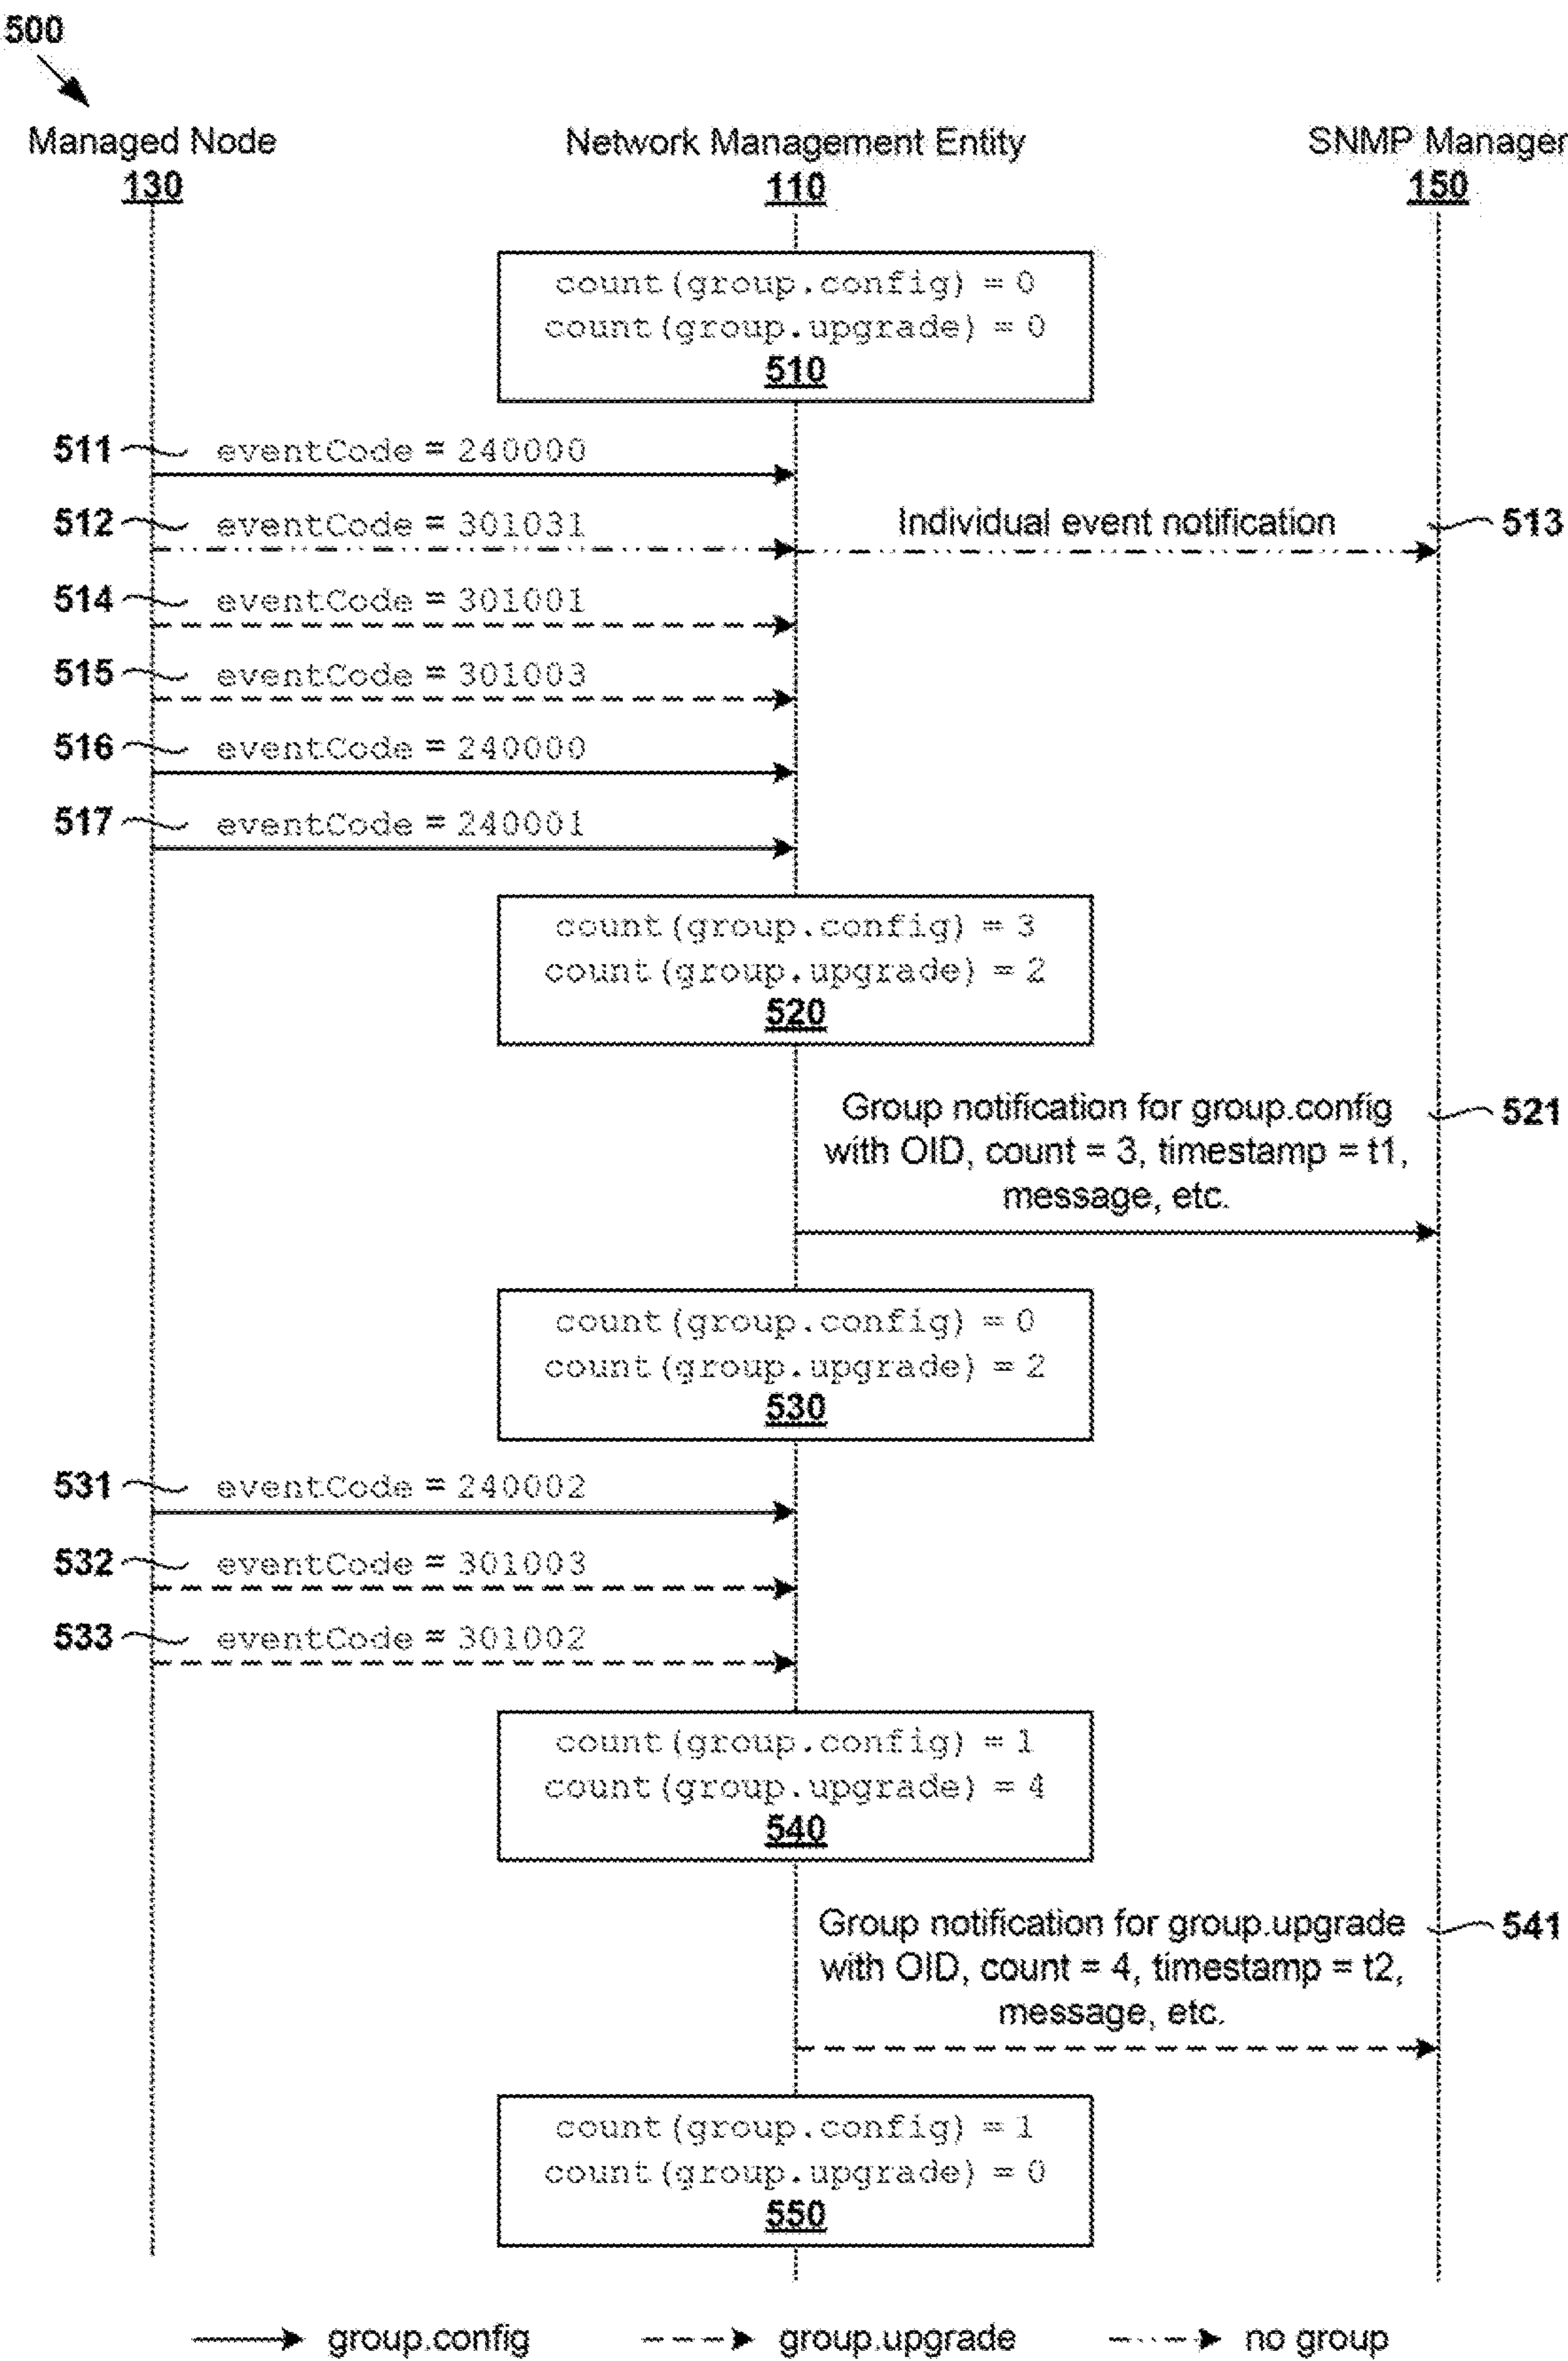 500
Managed Node
130
Network Management Entity
110
SNMP Manager
150
count(group.config) = 0
count(group.upgrade) = 0
510
511 eventCode = 240000
512 eventCode = 301031
Individual event notification 513
514 eventCode = 301001
515 eventCode = 301003
516 eventCode = 240000
517 eventCode = 240001
count(group.config) = 3
count(group.upgrade) = 2
520
Group notification for group.config 521
with OID, count = 3, timestamp = t1,
message, etc.
count(group.config) = 0
count(group.upgrade) = 2
530
531 eventCode = 240002
532 eventCode = 301003
533 eventCode = 301002
count(group.config) = 1
count(group.upgrade) = 4
540
Group notification for group.upgrade 541
with OID, count = 4, timestamp = t2,
message, etc.
count(group.config) = 1
count(group.upgrade) = 0
550
group.config group.upgrade no group